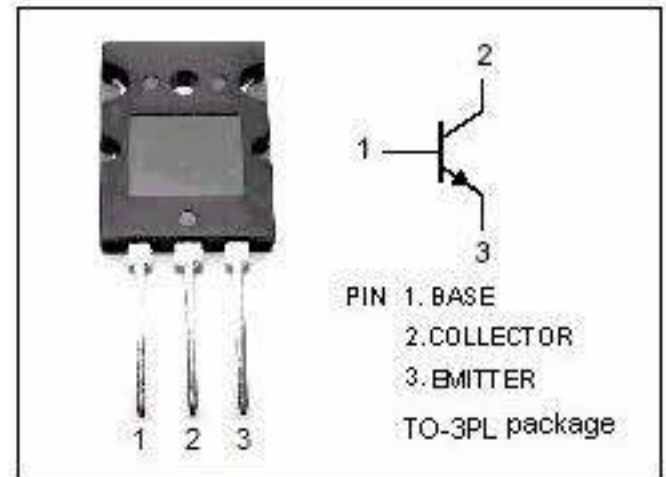 2
1
3
PIN 1. BASE
2.COLLECTOR
3. EMITTER
TO-3PL package
1 2 3